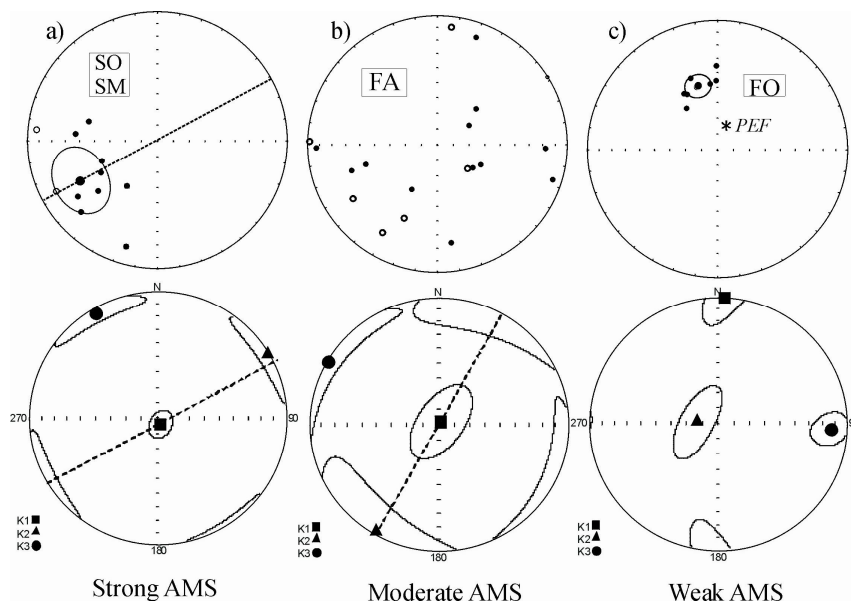 a)
SO
SM
b)
FA
c)
FO
PEF
N
270
90
180
K1
K2
K3
Strong AMS
N
180
K1
K2
K3
Moderate AMS
N
270
9
180
K1
K2
K3
Weak AMS